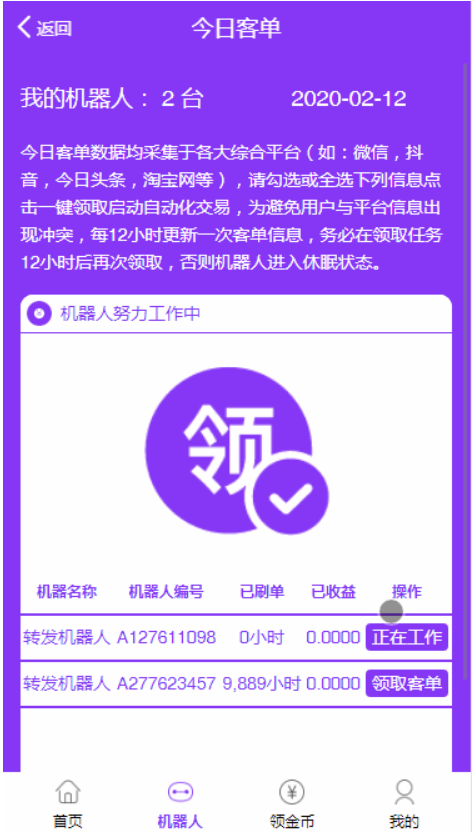 返回
今日客单
我的机器人：2台 2020-02-12
今日客单数据均采集于各大综合平台（如：微信，抖
音，今日头条，淘宝网等），请勾选或全选下列信息点
击一键领取启动自动化交易，为避免用户与平台信息出
现冲突，每12小时更新一次客单信息，务必在领取任务
12小时后再次领取，否则机器人进入休眠状态。
机器人努力工作中
领
机器名称 机器人编号 已刷单 已收益 操作
转发机器人 A127611098 0小时 0.0000 正在工作
转发机器人 A277623457 9,889小时 0.0000 领取客单
¥
首页 机器人 领金币 我的